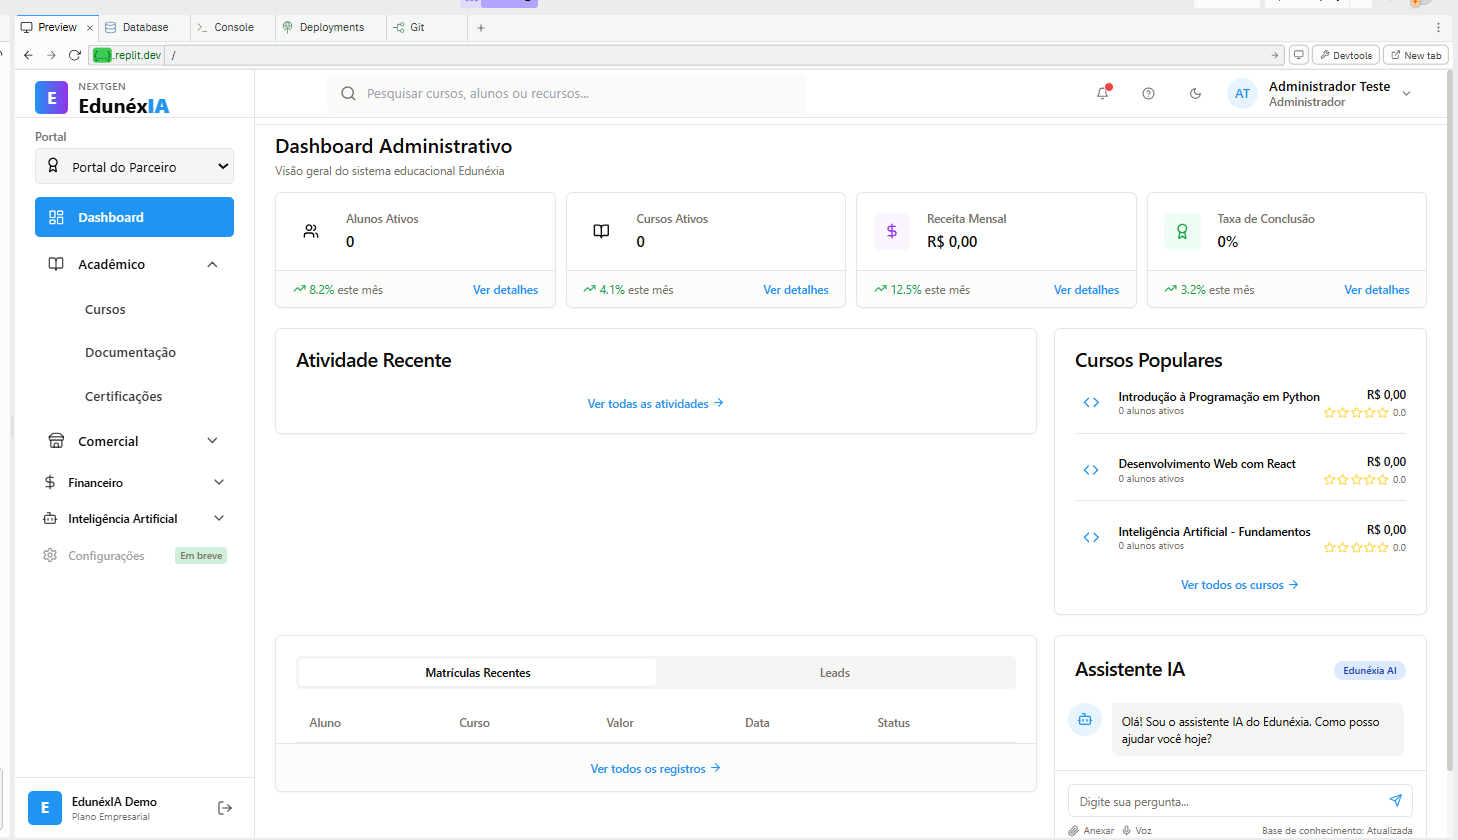 Preview
Database
Console
Deployments
Git
{...}.replit.dev /
Devtools
New tab
NEXTGEN
E EdunéxIA
Pesquisar cursos, alunos ou recursos...
AT
Administrador Teste
Administrador
Portal
Portal do Parceiro
Dashboard
Acadêmico
Cursos
Documentação
Certificações
Comercial
Financeiro
Inteligência Artificial
Configurações Em breve
E
EdunéxIA Demo
Plano Empresarial
Dashboard Administrativo
Visão geral do sistema educacional Edunéxia
Alunos Ativos
0
8.2% este mês Ver detalhes
Cursos Ativos
0
4.1% este mês Ver detalhes
Receita Mensal
R$ 0,00
12.5% este mês Ver detalhes
Taxa de Conclusão
0%
3.2% este mês Ver detalhes
Atividade Recente
Ver todas as atividades
Cursos Populares
Introdução à Programação em Python R$ 0,00
0 alunos ativos 0.0
Desenvolvimento Web com React R$ 0,00
0 alunos ativos 0.0
Inteligência Artificial - Fundamentos R$ 0,00
0 alunos ativos 0.0
Ver todos os cursos
Matrículas Recentes Leads
Aluno Curso Valor Data Status
Ver todos os registros
Assistente IA Edunéxia AI
Olá! Sou o assistente IA do Edunéxia. Como posso
ajudar você hoje?
Digite sua pergunta...
Anexar Voz Base de conhecimento: Atualizada